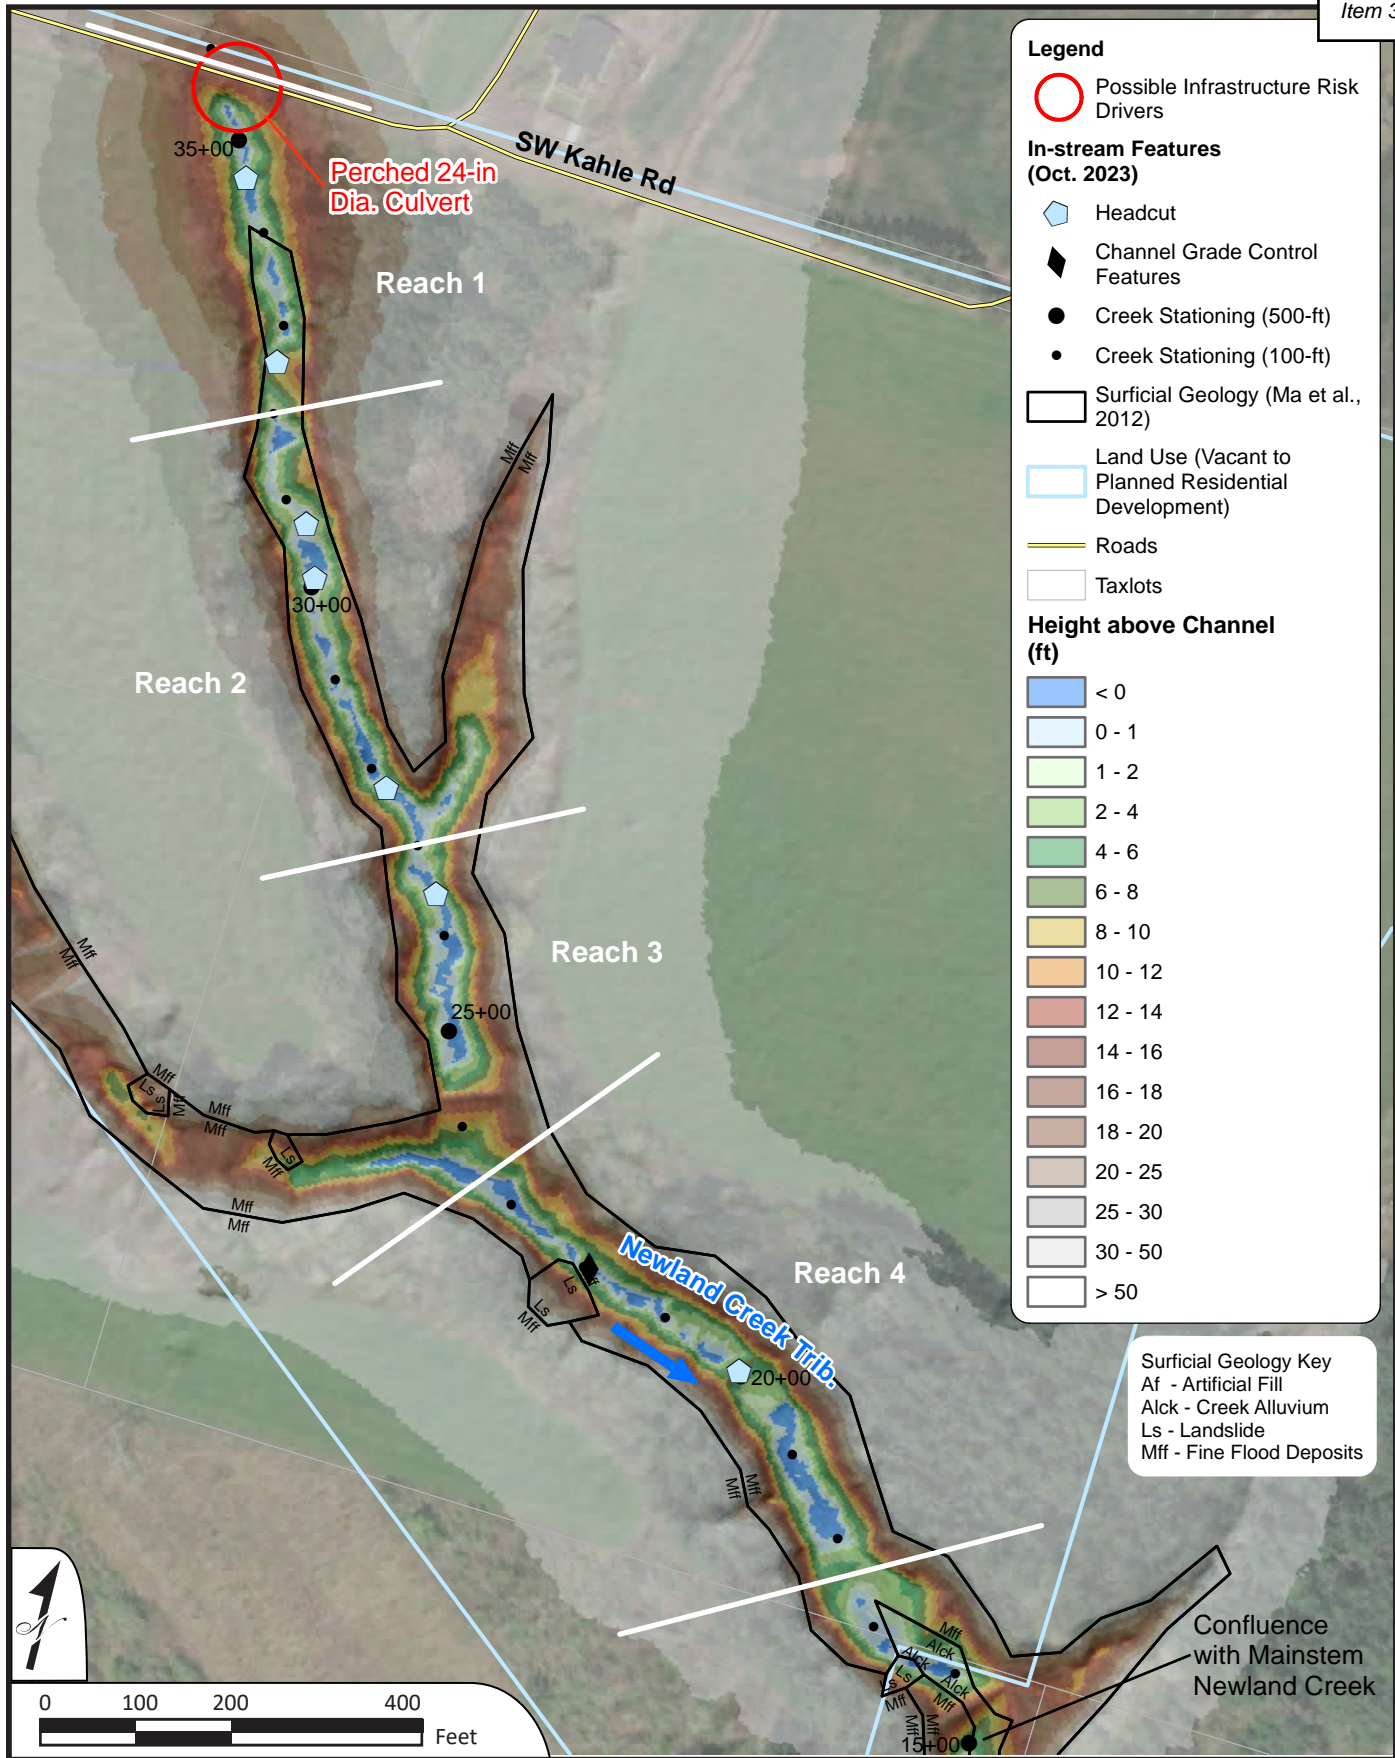 Item 3
Legend
Possible Infrastructure Risk
Drivers
In-stream Features
(Oct. 2023)
Headcut
Channel Grade Control
Features
Creek Stationing (500-ft)
Creek Stationing (100-ft)
Surficial Geology (Ma et al.,
2012)
Land Use (Vacant to
Planned Residential
Development)
Roads
Taxlots
Height above Channel
(ft)
< 0
0 - 1
1 - 2
2 - 4
4 - 6
6 - 8
8 - 10
10 - 12
12 - 14
14 - 16
16 - 18
18 - 20
20 - 25
25 - 30
30 - 50
> 50
Surficial Geology Key
Af - Artificial Fill
Alck - Creek Alluvium
Ls - Landslide
Mff - Fine Flood Deposits
35+00
Perched 24-in
Dia. Culvert
SW Kahle Rd
Reach 1
Mff
Mff
30+00
Reach 2
Reach 3
25+00
Mff
Mff
Mff
Ls
Ls
Mff
Mff
Mff
Ls
Mff
Mff
Mff
Newland Creek Trib.
Reach 4
Ls
Ls
Mff
20+00
Mff
Mff
Mff
Alck
Alck
Alck
Ls
Ls
Mff
Mff
Mff
Mff
15+00
Confluence
with Mainstem
Newland Creek
0 100 200 400
Feet